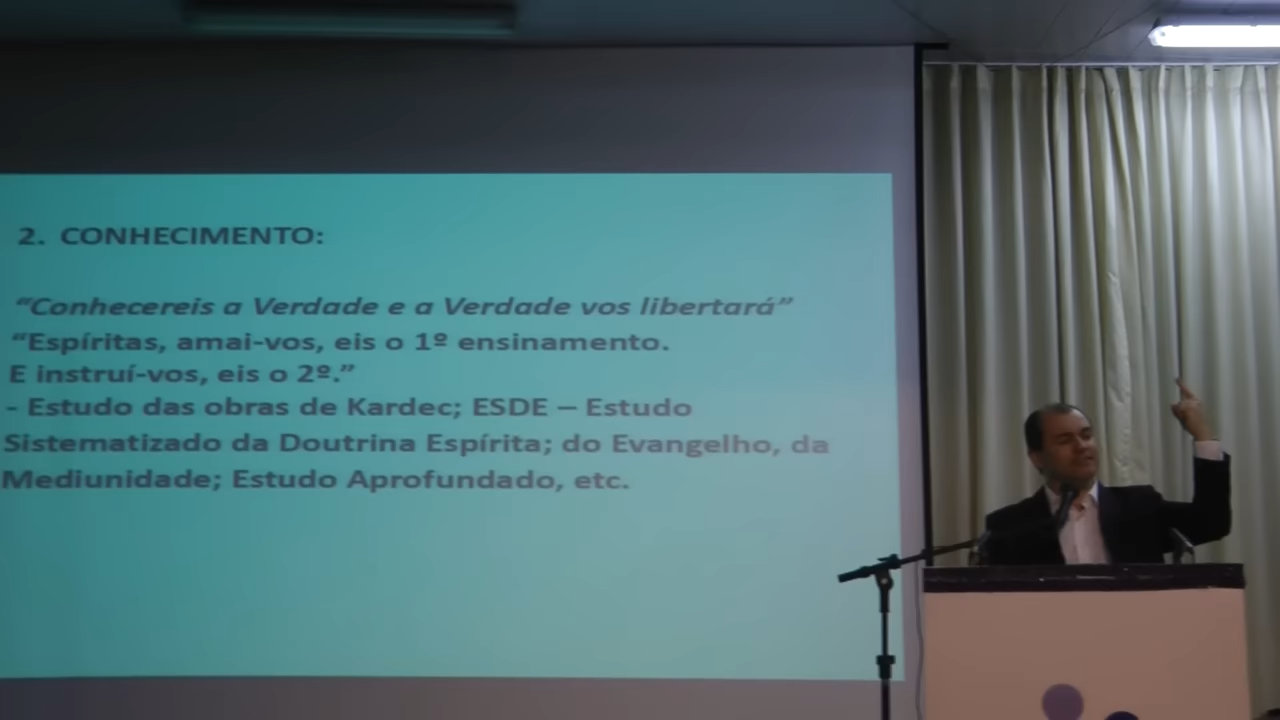 2. CONHECIMENTO:
“Conhecereis a Verdade e a Verdade vos libertará”
“Espíritas, amai-vos, eis o 1º ensinamento.
E instruí-vos, eis o 2º.”
- Estudo das obras de Kardec; ESDE – Estudo
Sistematizado da Doutrina Espírita; do Evangelho, da
Mediunidade; Estudo Aprofundado, etc.